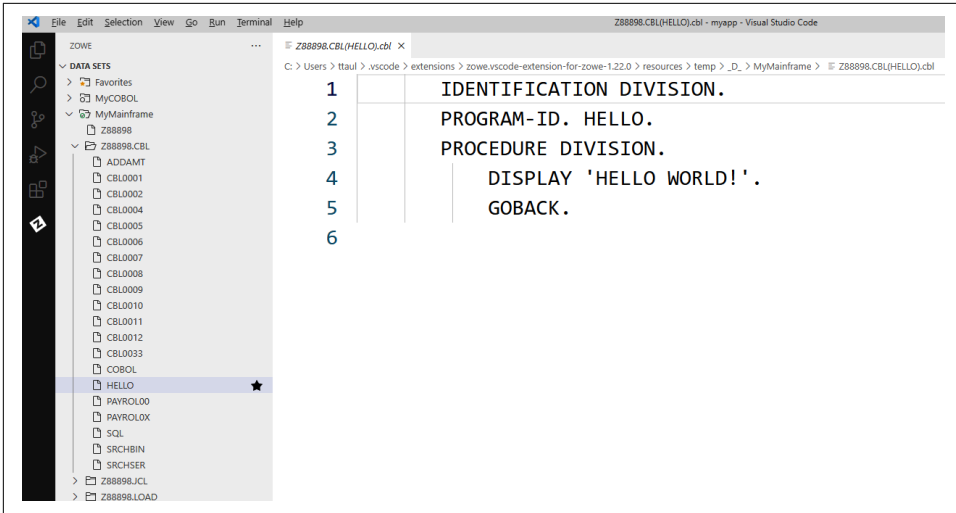 File Edit Selection View Go Run Terminal Help Z88898.CBL(HELLO).cbl - myapp - Visual Studio Code
ZOWE ...
DATA SETS
Favorites
MyCOBOL
MyMainframe
Z88898
Z88898.CBL
ADDAMT
CBL0001
CBL0002
CBL0004
CBL0005
CBL0006
CBL0007
CBL0008
CBL0009
CBL0010
CBL0011
CBL0012
CBL0033
COBOL
HELLO
PAYROL00
PAYROL0X
SQL
SRCHBIN
SRCHSER
Z88898.JCL
Z88898.LOAD
Z88898.CBL(HELLO).cbl ×
C: > Users > ttaul > .vscode > extensions > zowe.vscode-extension-for-zowe-1.22.0 > resources > temp > _D_ > MyMainframe > Z88898.CBL(HELLO).cbl
1 IDENTIFICATION DIVISION.
2 PROGRAM-ID. HELLO.
3 PROCEDURE DIVISION.
4 DISPLAY 'HELLO WORLD!'.
5 GOBACK.
6